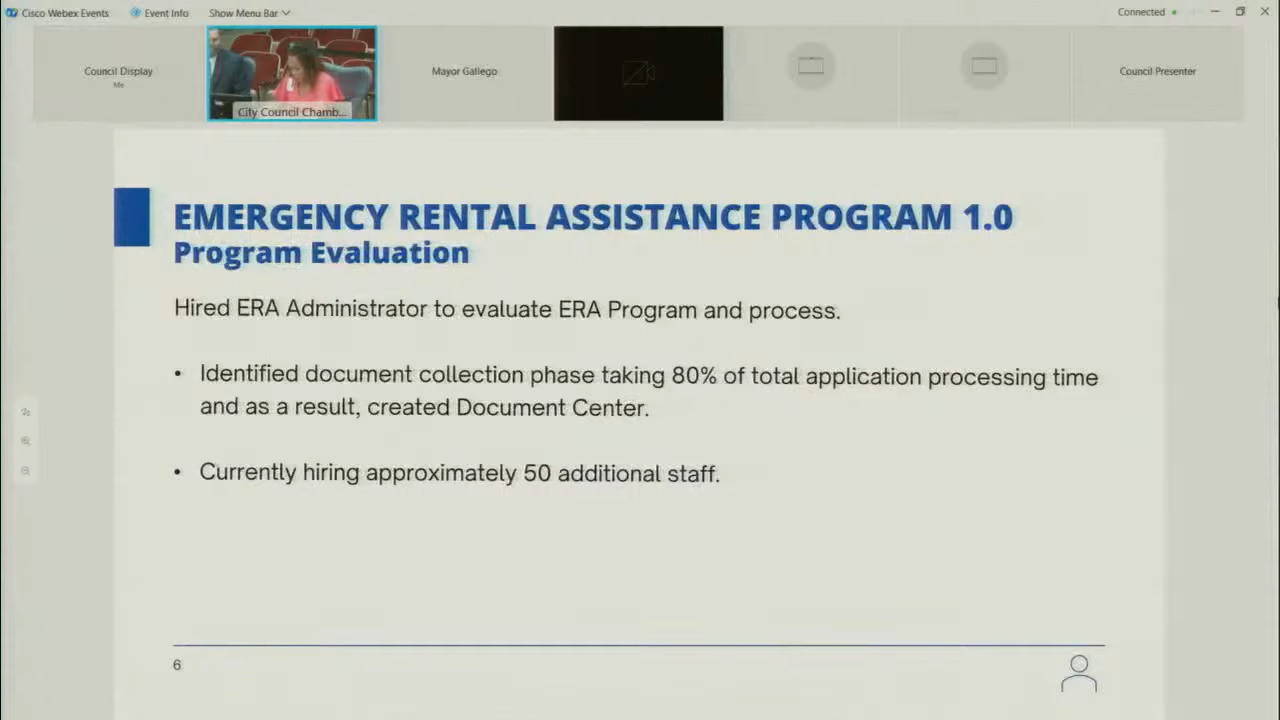 Cisco Webex Events
Event Info
Show Menu Bar
Connected
Council Display
Me
City Council Chamb...
Mayor Gallego
Council Presenter
EMERGENCY RENTAL ASSISTANCE PROGRAM 1.0
Program Evaluation
Hired ERA Administrator to evaluate ERA Program and process.
• Identified document collection phase taking 80% of total application processing time
and as a result, created Document Center.
• Currently hiring approximately 50 additional staff.
6